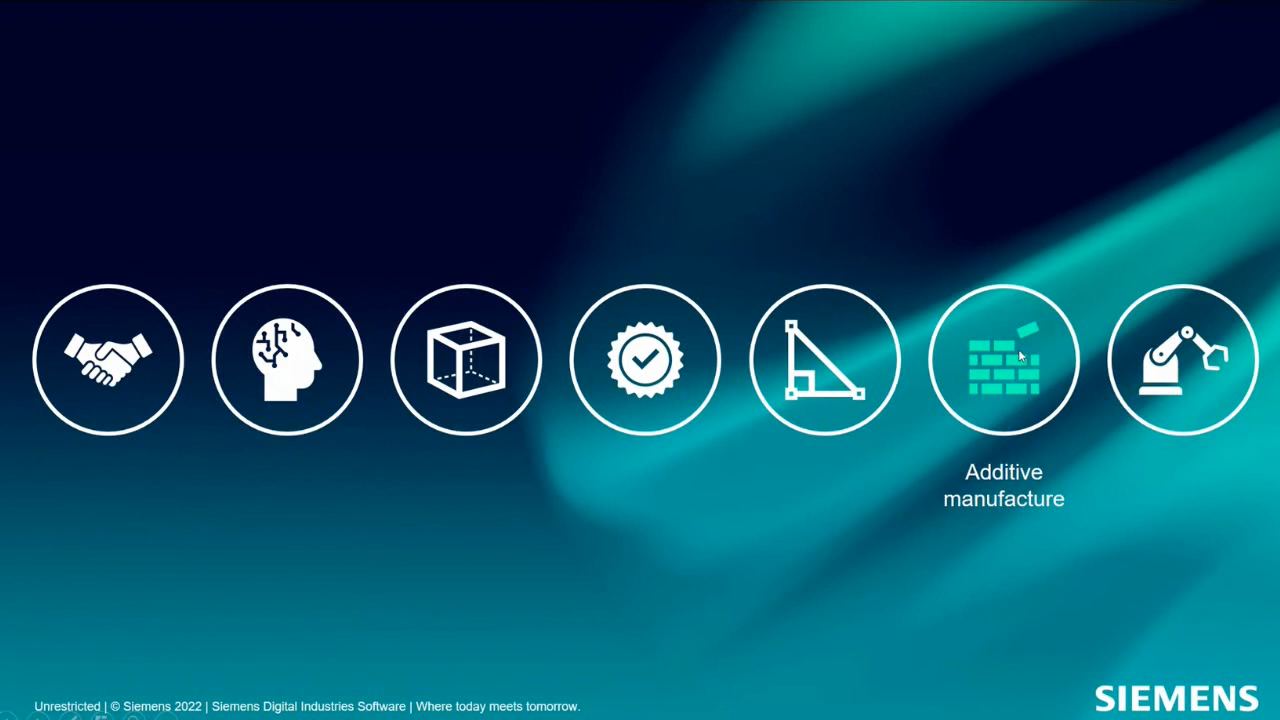 Additive
manufacture
Unrestricted | © Siemens 2022 | Siemens Digital Industries Software | Where today meets tomorrow.
SIEMENS